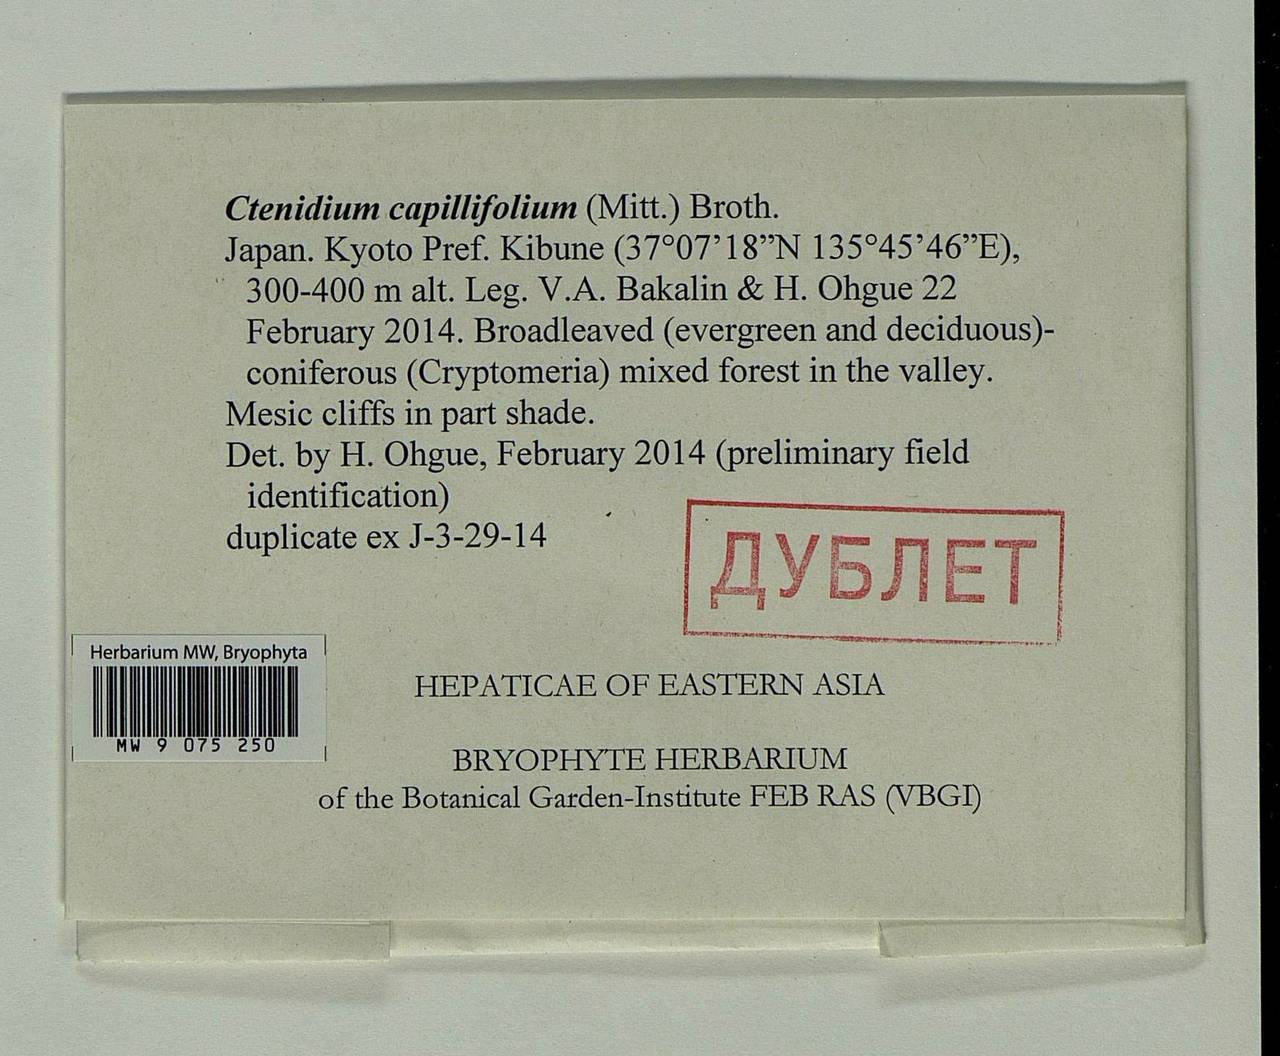 Ctenidium capillifolium (Mitt.) Broth.
Japan. Kyoto Pref. Kibune (37°07’18”N 135°45’46”E),
300-400 m alt. Leg. V.A. Bakalin & H. Ohgue 22
February 2014. Broadleaved (evergreen and deciduous)-
coniferous (Cryptomeria) mixed forest in the valley.
Mesic cliffs in part shade.
Det. by H. Ohgue, February 2014 (preliminary field
identification)
duplicate ex J-3-29-14
ДУБЛЕТ
Herbarium MW, Bryophyta
MW 9 075 250
HEPATICAE OF EASTERN ASIA
BRYOPHYTE HERBARIUM
of the Botanical Garden-Institute FEB RAS (VBGI)